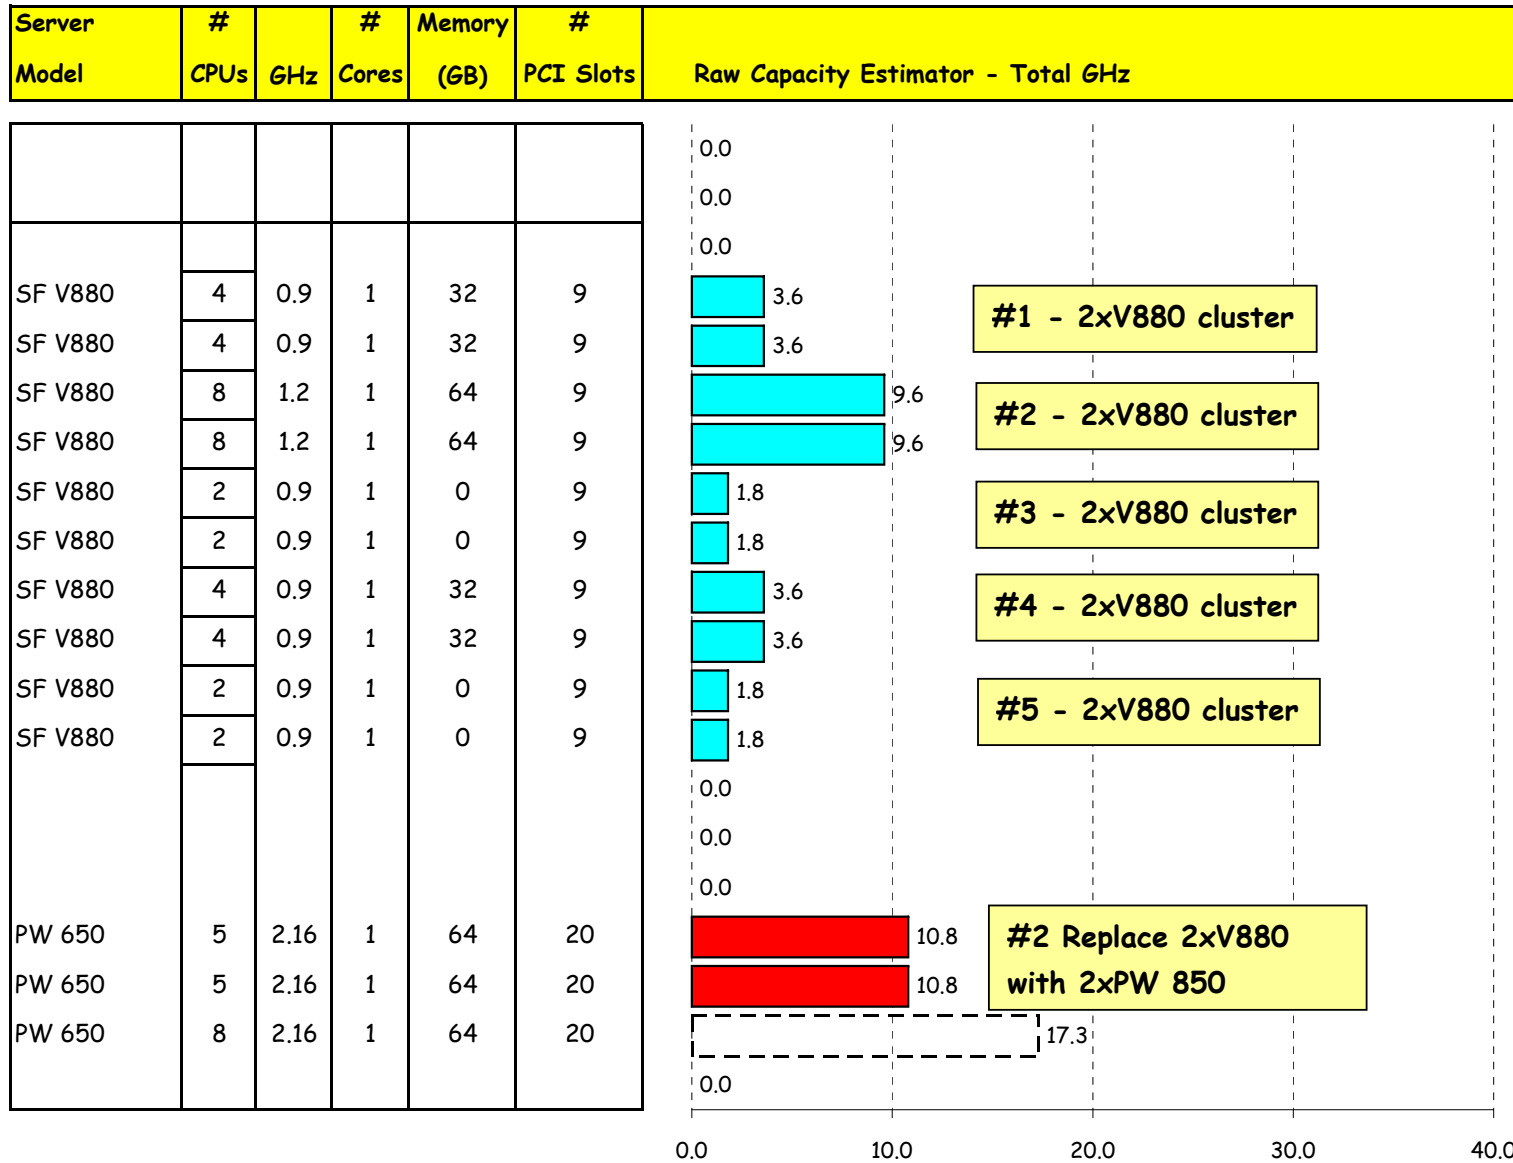 Server # # Memory #
Model CPUs GHz Cores (GB) PCI Slots Raw Capacity Estimator - Total GHz
0.0
0.0
0.0
SF V880 4 0.9 1 32 9 3.6
#1 - 2xV880 cluster
SF V880 4 0.9 1 32 9 3.6
SF V880 8 1.2 1 64 9 9.6
#2 - 2xV880 cluster
SF V880 8 1.2 1 64 9 9.6
SF V880 2 0.9 1 0 9 1.8
#3 - 2xV880 cluster
SF V880 2 0.9 1 0 9 1.8
SF V880 4 0.9 1 32 9 3.6
#4 - 2xV880 cluster
SF V880 4 0.9 1 32 9 3.6
SF V880 2 0.9 1 0 9 1.8
#5 - 2xV880 cluster
SF V880 2 0.9 1 0 9 1.8
0.0
0.0
0.0
PW 650 5 2.16 1 64 20 10.8 #2 Replace 2xV880
PW 650 5 2.16 1 64 20 10.8 with 2xPW 850
PW 650 8 2.16 1 64 20 17.3
0.0
0.0 10.0 20.0 30.0 40.0